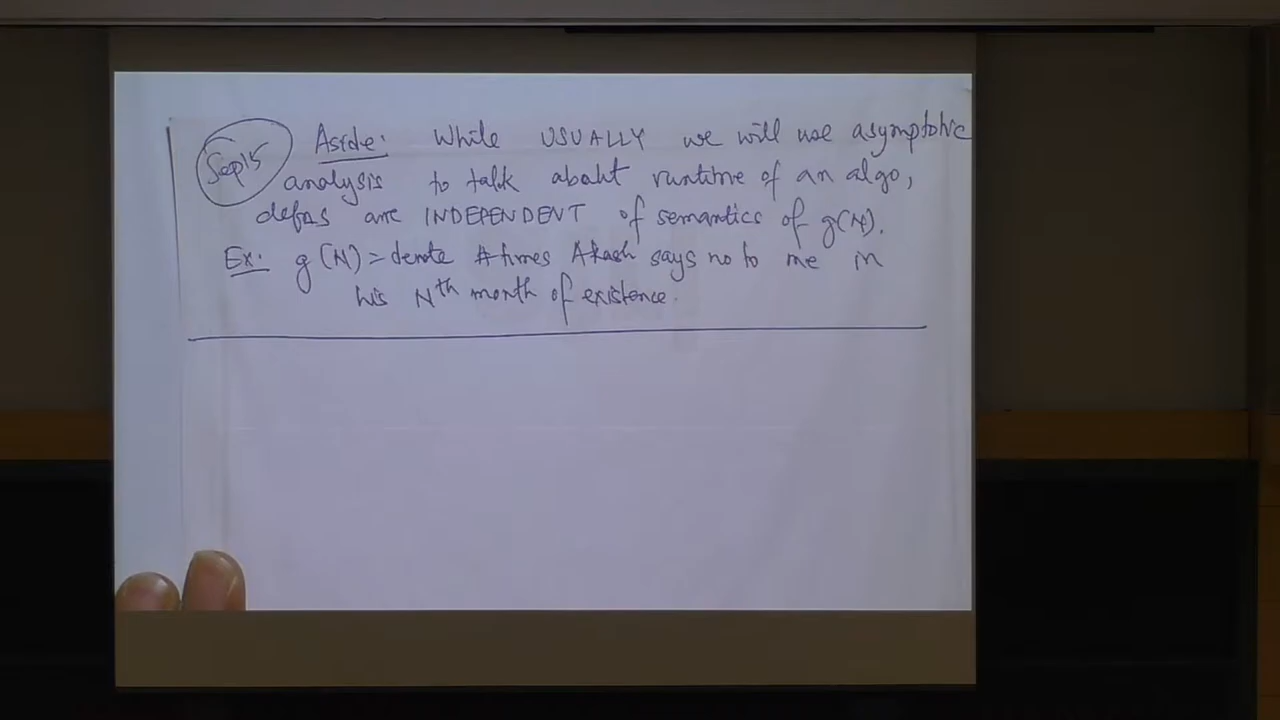 Sep 15 Aside: While USUALLY we will use asymptotic
analysis to talk about runtime of an algo,
defns are INDEPENDENT of semantics of g(N).
Ex: g(N) = denote # times Akash says no to me in
his Nth month of existence.